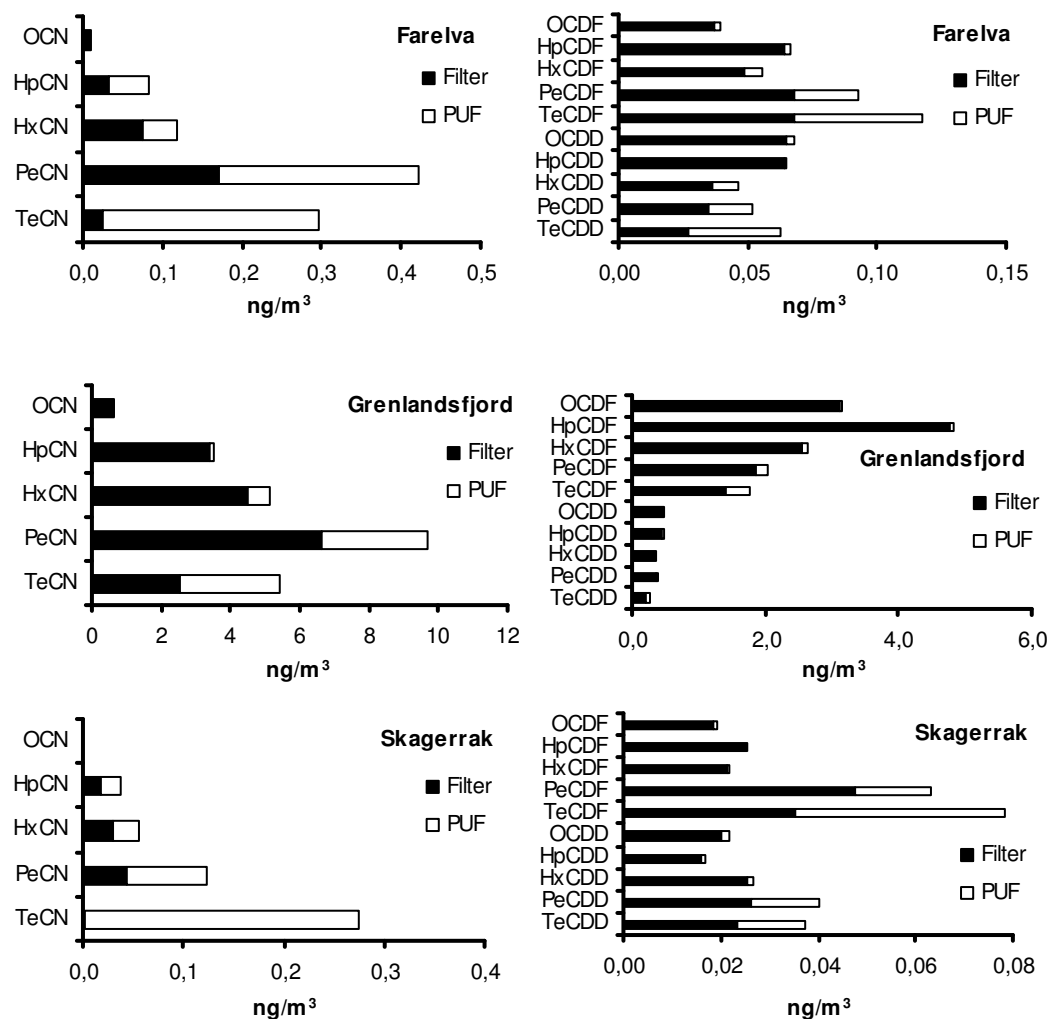 OCN
HpCN
HxCN
PeCN
TeCN
Farelva
Filter
PUF
0,0 0,1 0,2 0,3 0,4 0,5
ng/m³
OCDF
HpCDF
HxCDF
PeCDF
TeCDF
OCDD
HpCDD
HxCDD
PeCDD
TeCDD
Farelva
Filter
PUF
0,00 0,05 0,10 0,15
ng/m³
OCN
HpCN
HxCN
PeCN
TeCN
Grenlandsfjord
Filter
PUF
0 2 4 6 8 10 12
ng/m³
OCDF
HpCDF
HxCDF
PeCDF
TeCDF
OCDD
HpCDD
HxCDD
PeCDD
TeCDD
Grenlandsfjord
Filter
PUF
0,0 2,0 4,0 6,0
ng/m³
OCN
HpCN
HxCN
PeCN
TeCN
Skagerrak
Filter
PUF
0,0 0,1 0,2 0,3 0,4
ng/m³
OCDF
HpCDF
HxCDF
PeCDF
TeCDF
OCDD
HpCDD
HxCDD
PeCDD
TeCDD
Skagerrak
Filter
PUF
0,00 0,02 0,04 0,06 0,08
ng/m³